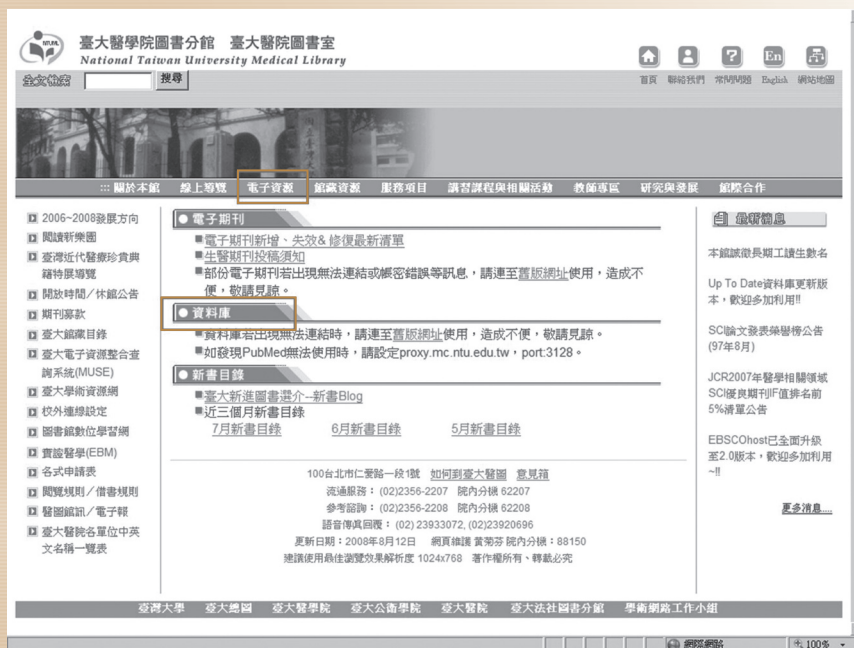 NTUML
臺大醫學院圖書分館 臺大醫院圖書室
National Taiwan University Medical Library
En
全文檢索 搜尋
首頁 聯絡我們 常問問題 English 網站地圖
::: 關於本館 線上導覽 電子資源 館藏資源 服務項目 講習課程與相關活動 教師專區 研究與發展 館際合作
2006~2008發展方向
閱讀新樂園
臺灣近代醫療珍貴典
籍特展導覽
開放時間/休館公告
期刊募款
臺大館藏目錄
臺大電子資源整合查
詢系統(MUSE)
臺大學術資源網
校外連線設定
圖書館數位學習網
實證醫學(EBM)
各式申請表
閱覽規則/借書規則
醫圖館訊/電子報
臺大醫院各單位中英
文名稱一覽表
電子期刊
電子期刊新增、失效& 修復最新清單
生醫期刊投稿須知
部份電子期刊若出現無法連結或帳密錯誤等訊息,請連至舊版網址使用,造成不
便,敬請見諒。
資料庫
資料庫若出現無法連結時,請連至舊版網址使用,造成不便,敬請見諒。
如發現PubMed無法使用時,請設定proxy.mc.ntu.edu.tw,port:3128。
新書目錄
臺大新進圖書選介--新書Blog
近三個月新書目錄
7月新書目錄 6月新書目錄 5月新書目錄
100台北市仁愛路一段1號 如何到臺大醫圖 意見箱
流通服務: (02)2356-2207 院內分機 62207
參考諮詢: (02)2356-2208 院內分機 62208
語音傳真回覆: (02) 23933072, (02)23920696
更新日期:2008年8月12日 網頁維護 黃菊芬 院內分機:88150
建議使用最佳瀏覽效果解析度 1024x768 著作權所有、轉載必究
最新消息
本館誠徵長期工讀生數名
Up To Date資料庫更新版
本,歡迎多加利用!!
SCI論文發表榮譽榜公告
(97年8月)
JCR2007年醫學相關領域
SCI優良期刊IF值排名前
5%清單公告
EBSCOhost已全面升級
至2.0版本,歡迎多加利用
~!!
更多消息....
臺灣大學 臺大總圖 臺大醫學院 臺大公衛學院 臺大醫院 臺大法社圖書分館 學術網路工作小組
網際網路 100%